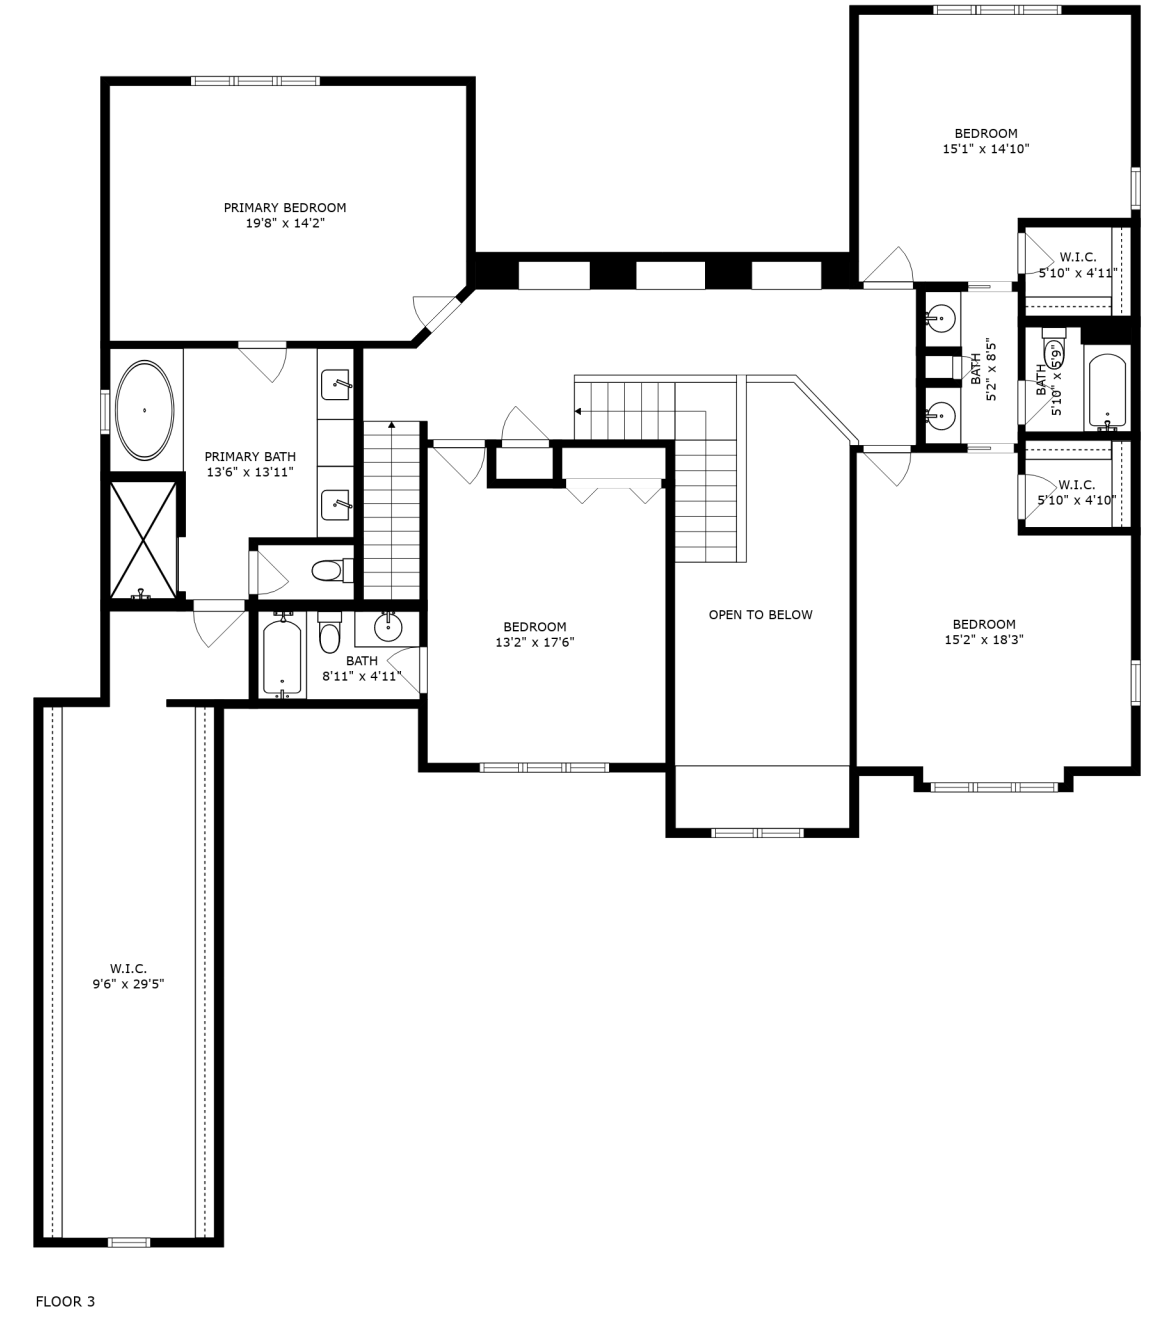 BEDROOM
15'1" x 14'10"
PRIMARY BEDROOM
19'8" x 14'2"
W.I.C.
5'10" x 4'11"
BATH
5'2" x 8'5"
BATH
5'10" x 5'9"
PRIMARY BATH
13'6" x 13'11"
W.I.C.
5'10" x 4'10"
OPEN TO BELOW
BEDROOM
13'2" x 17'6"
BEDROOM
15'2" x 18'3"
BATH
8'11" x 4'11"
W.I.C.
9'6" x 29'5"
FLOOR 3